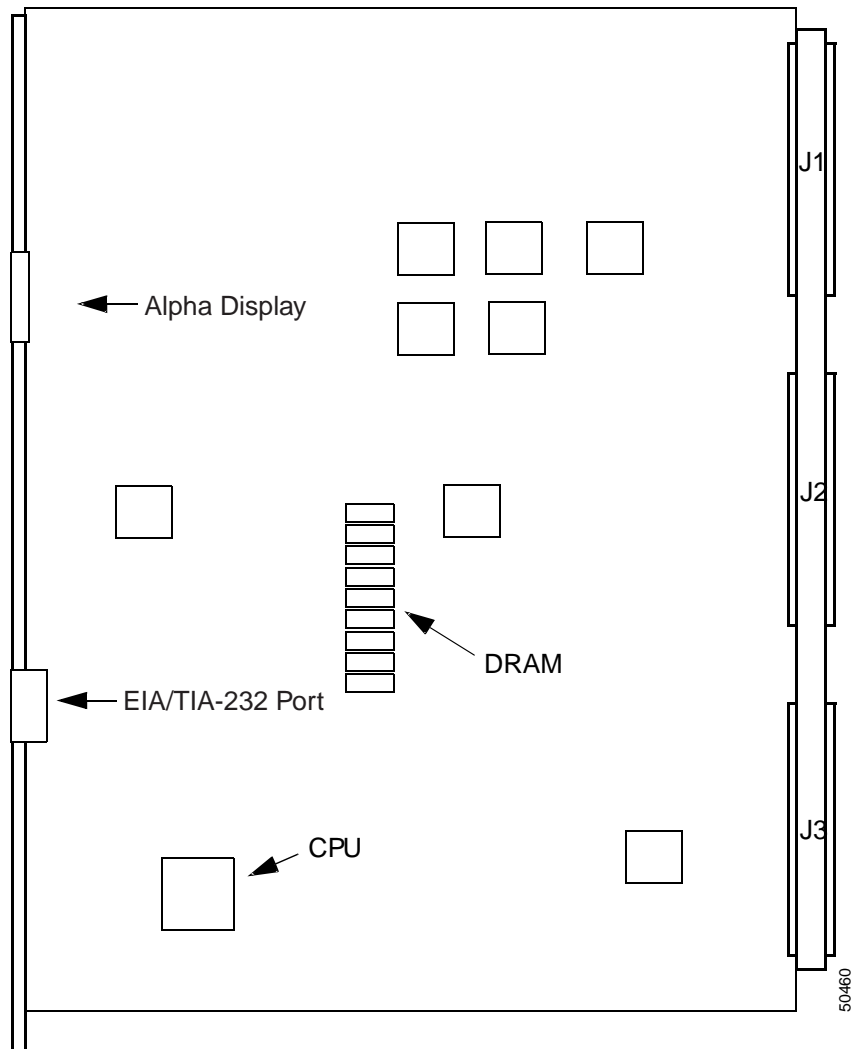 J1
Alpha Display
J2
DRAM
EIA/TIA-232 Port
CPU
J3
50460